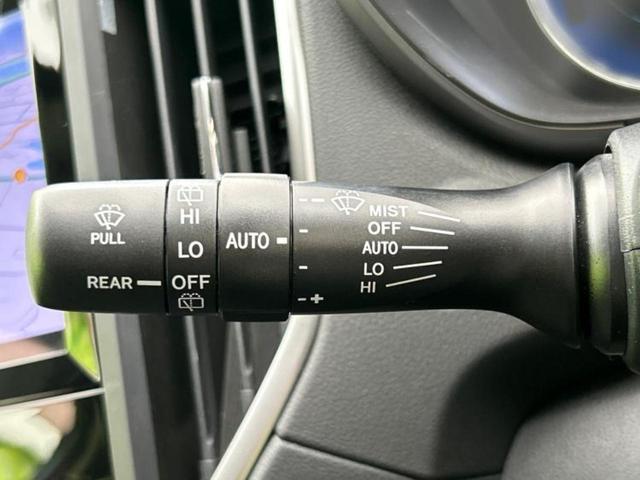 PULL
REAR
HI
LO
OFF
AUTO
- +
MIST
OFF
AUTO
LO
HI